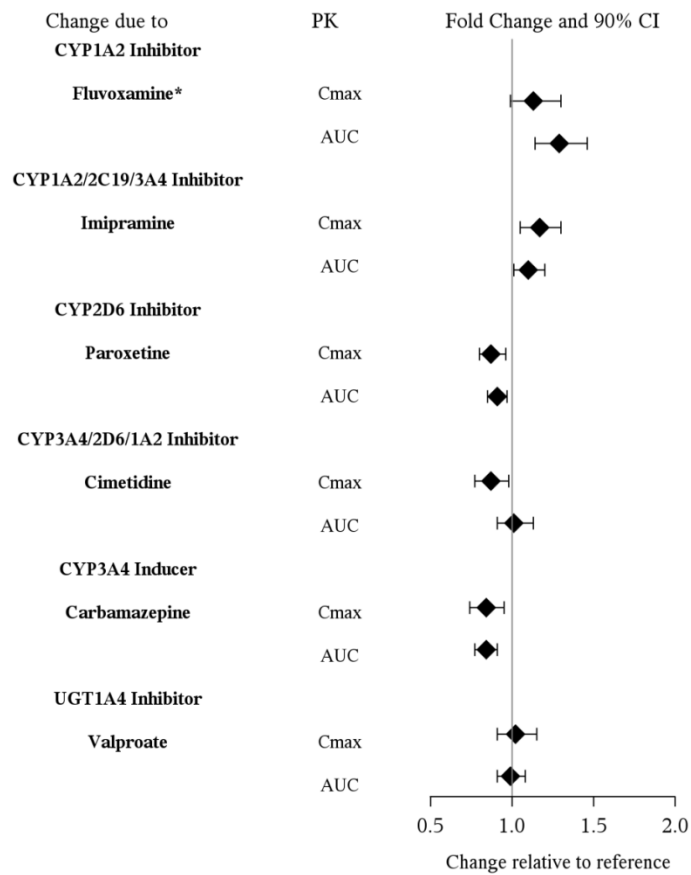 Change due to PK Fold Change and 90% CI
CYP1A2 Inhibitor
Fluvoxamine* Cmax
AUC
CYP1A2/2C19/3A4 Inhibitor
Imipramine Cmax
AUC
CYP2D6 Inhibitor
Paroxetine Cmax
AUC
CYP3A4/2D6/1A2 Inhibitor
Cimetidine Cmax
AUC
CYP3A4 Inducer
Carbamazepine Cmax
AUC
UGT1A4 Inhibitor
Valproate Cmax
AUC
0.5 1.0 1.5 2.0
Change relative to reference